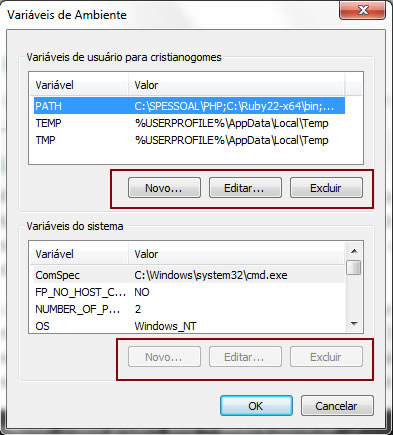 Variáveis de Ambiente
Variáveis de usuário para cristianogomes
Variável Valor
PATH C:\SPESSOAL\PHP;C:\Ruby22-x64\bin;...
TEMP %USERPROFILE%\AppData\Local\Temp
TMP %USERPROFILE%\AppData\Local\Temp
Novo... Editar... Excluir
Variáveis do sistema
Variável Valor
ComSpec C:\Windows\system32\cmd.exe
FP_NO_HOST_C... NO
NUMBER_OF_P... 2
OS Windows_NT
Novo... Editar... Excluir
OK Cancelar